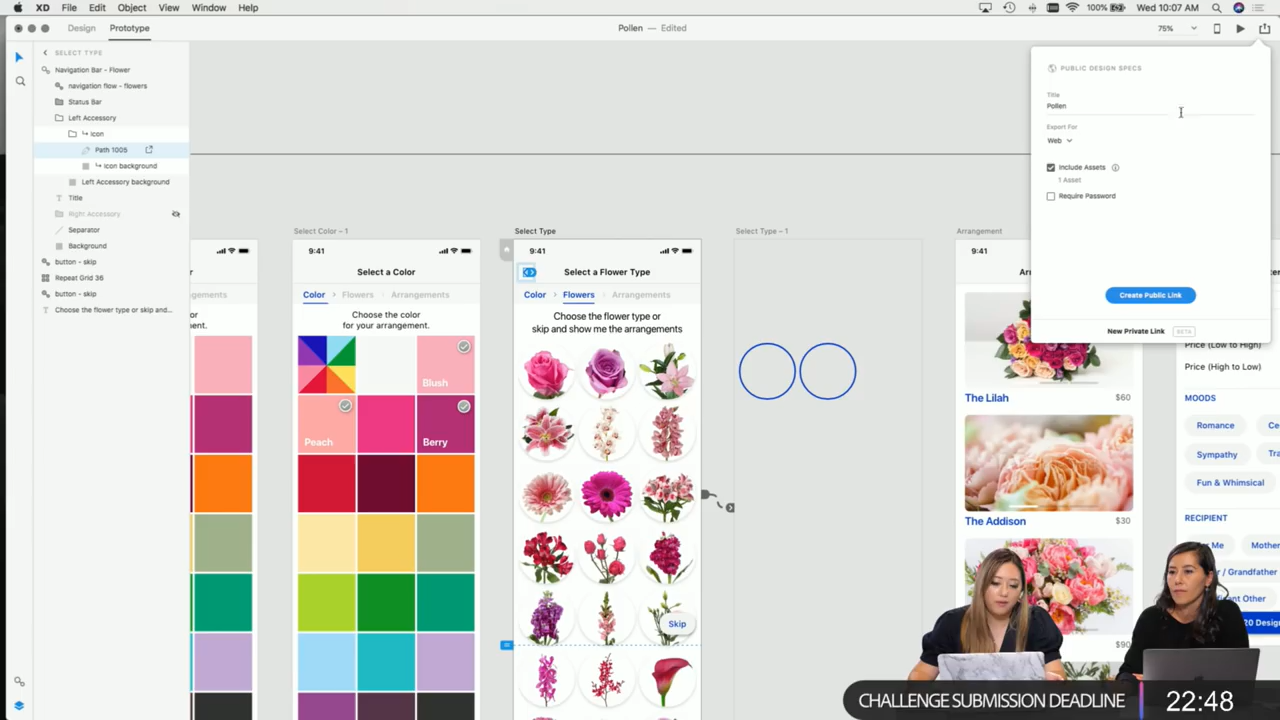 XD File Edit Object View Window Help
100% Wed 10:07 AM
Design Prototype
Pollen — Edited
75%
SELECT TYPE
Navigation Bar - Flower
navigation flow - flowers
Status Bar
Left Accessory
Icon
Path 1005
Icon background
Left Accessory background
Title
Right Accessory
Separator
Background
button - skip
Repeat Grid 36
button - skip
Choose the flower type or skip and...
PUBLIC DESIGN SPECS
Title
Pollen
Export For
Web
Include Assets
1 Asset
Require Password
Create Public Link
New Private Link BETA
Select Color – 1
9:41
Select a Color
Color Flowers Arrangements
Choose the color
for your arrangement.
Blush
Peach
Berry
Select Type
9:41
Select a Flower Type
Color Flowers Arrangements
Choose the flower type or
skip and show me the arrangements
Skip
Select Type – 1
Arrangement
9:41
The Lilah $60
The Addison $30
$90
Price (Low to High)
Price (High to Low)
MOODS
Romance
Sympathy
Fun & Whimsical
RECIPIENT
Me Mother
/ Grandfather
Other
20 Design
CHALLENGE SUBMISSION DEADLINE 22:48